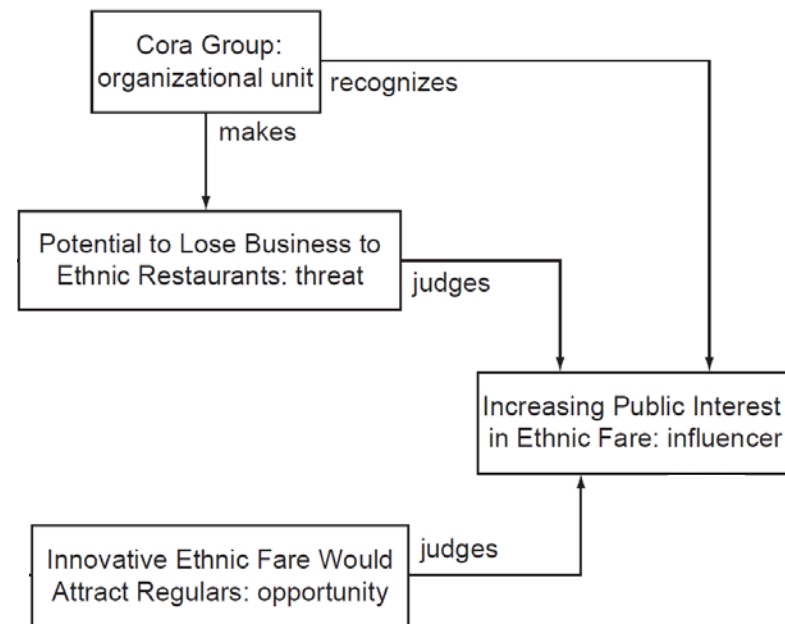 Cora Group:
organizational unit
recognizes
makes
Potential to Lose Business to
Ethnic Restaurants: threat
judges
Increasing Public Interest
in Ethnic Fare: influencer
Innovative Ethnic Fare Would
Attract Regulars: opportunity
judges